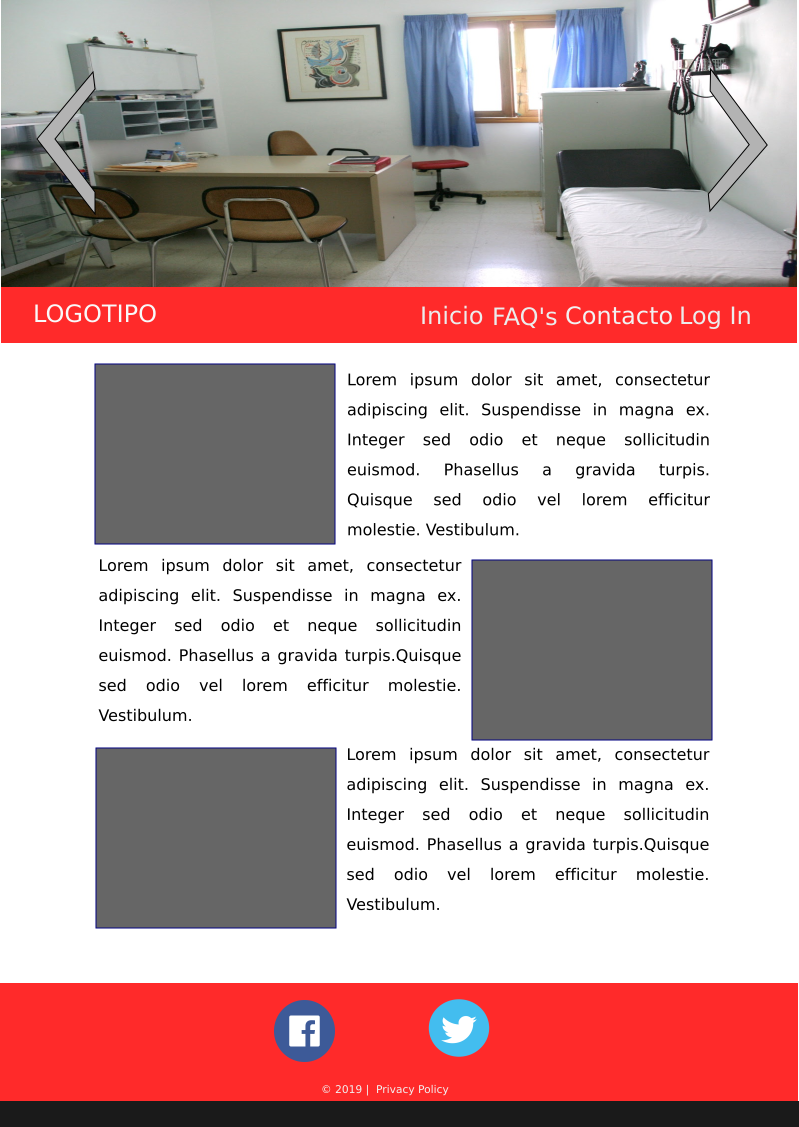 LOGOTIPO Inicio FAQ's Contacto Log In
Lorem ipsum dolor sit amet, consectetur
adipiscing elit. Suspendisse in magna ex.
Integer sed odio et neque sollicitudin
euismod. Phasellus a gravida turpis.
Quisque sed odio vel lorem efficitur
molestie. Vestibulum.
Lorem ipsum dolor sit amet, consectetur
adipiscing elit. Suspendisse in magna ex.
Integer sed odio et neque sollicitudin
euismod. Phasellus a gravida turpis.Quisque
sed odio vel lorem efficitur molestie.
Vestibulum.
Lorem ipsum dolor sit amet, consectetur
adipiscing elit. Suspendisse in magna ex.
Integer sed odio et neque sollicitudin
euismod. Phasellus a gravida turpis.Quisque
sed odio vel lorem efficitur molestie.
Vestibulum.
© 2019 | Privacy Policy